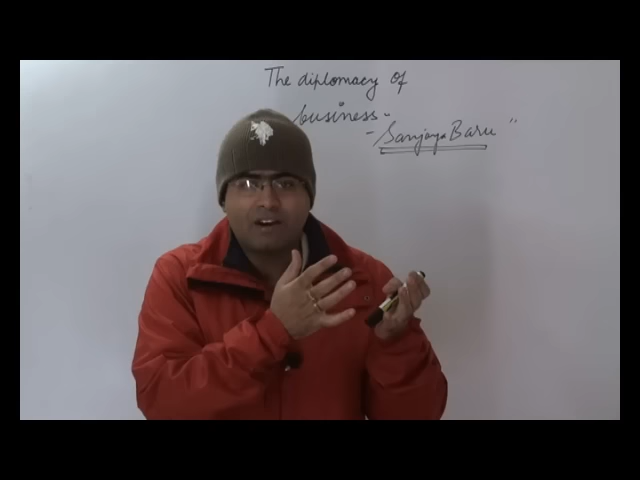 The diplomacy of
business.
- Sanjaya Baru "